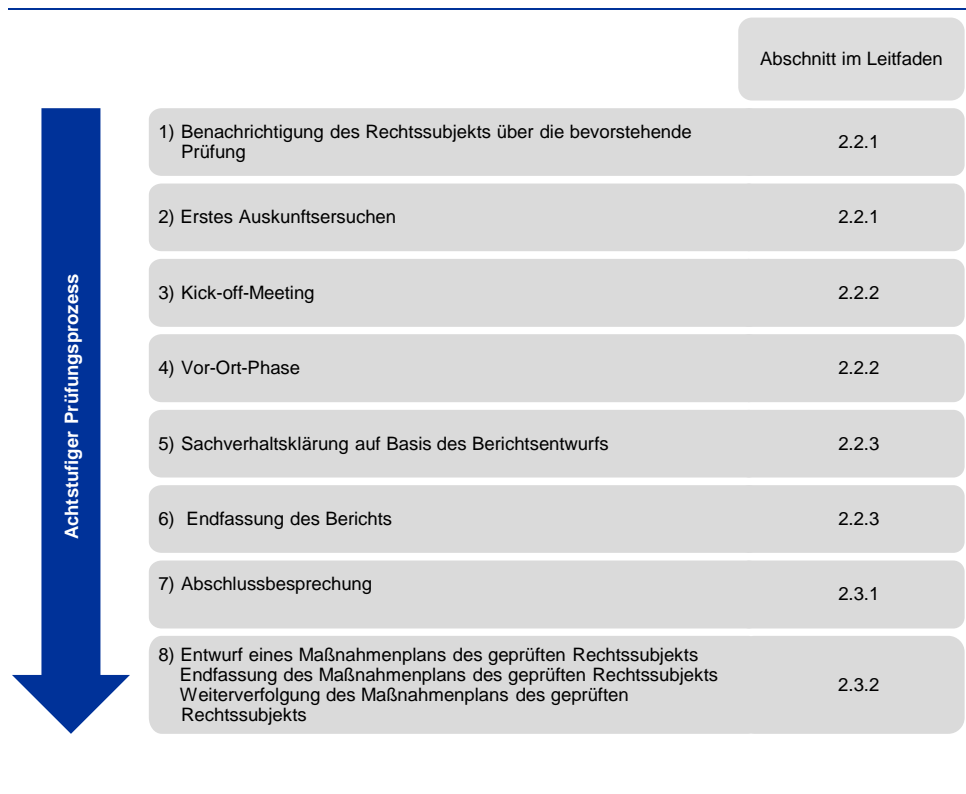 Abschnitt im Leitfaden
Achtstufiger Prüfungsprozess
1) Benachrichtigung des Rechtssubjekts über die bevorstehende
Prüfung
2.2.1
2) Erstes Auskunftsersuchen
2.2.1
3) Kick-off-Meeting
2.2.2
4) Vor-Ort-Phase
2.2.2
5) Sachverhaltsklärung auf Basis des Berichtsentwurfs
2.2.3
6) Endfassung des Berichts
2.2.3
7) Abschlussbesprechung
2.3.1
8) Entwurf eines Maßnahmenplans des geprüften Rechtssubjekts
Endfassung des Maßnahmenplans des geprüften Rechtssubjekts
Weiterverfolgung des Maßnahmenplans des geprüften
Rechtssubjekts
2.3.2